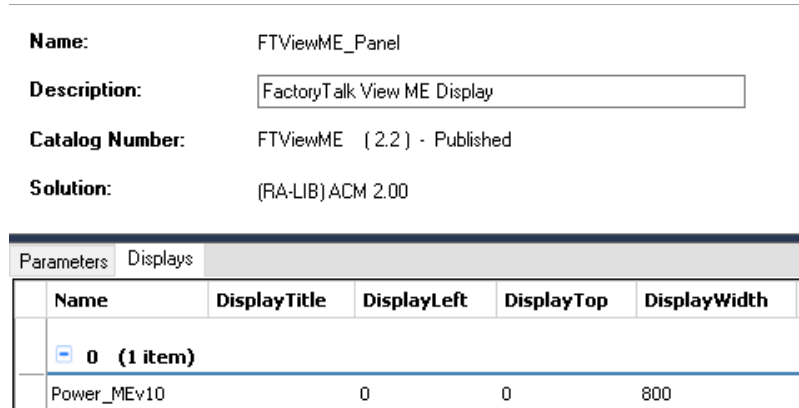 Name: FTViewME_Panel
Description: FactoryTalk View ME Display
Catalog Number: FTViewME ( 2.2 ) - Published
Solution: (RA-LIB) ACM 2.00
Parameters Displays
Name DisplayTitle DisplayLeft DisplayTop DisplayWidth
0 (1 item)
Power_MEv10 0 0 800